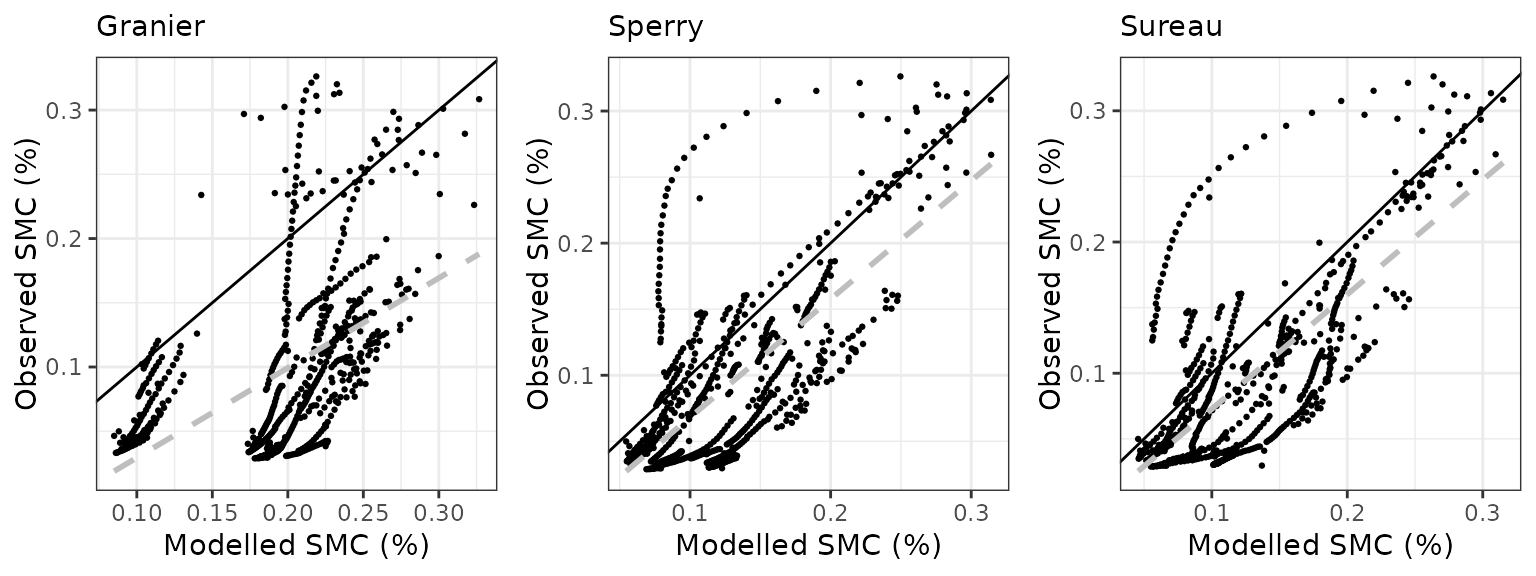 Granier
Sperry
Sureau
Observed SMC (%)
0.3
0.2
0.1
0.10
0.15
0.20
0.25
0.30
Modelled SMC (%)
Observed SMC (%)
0.3
0.2
0.1
0.1
0.2
0.3
Modelled SMC (%)
Observed SMC (%)
0.3
0.2
0.1
0.1
0.2
0.3
Modelled SMC (%)